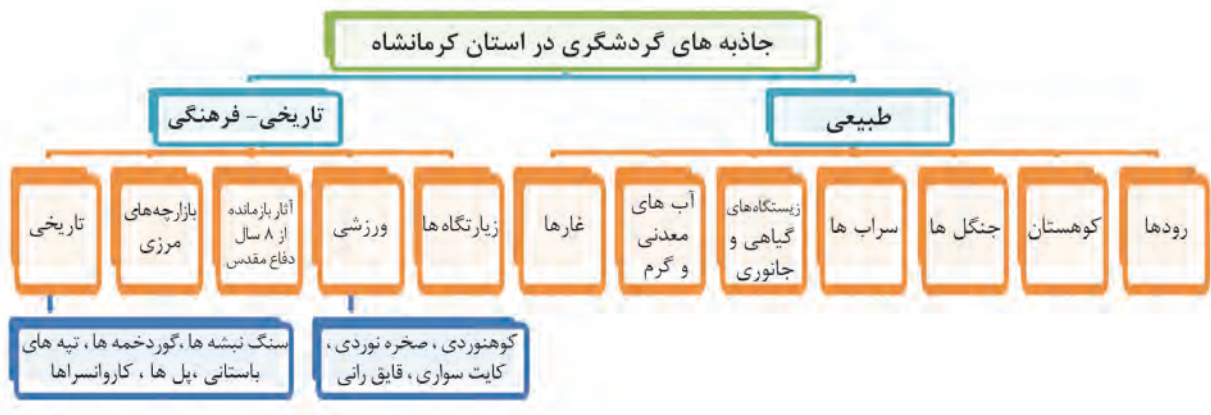 جاذبه های گردشگری در استان کرمانشاه
طبیعی
تاریخی- فرهنگی
رودها
کوهستان
جنگل ها
سراب ها
زیستگاه‌های
گیاهی و
جانوری
آب های
معدنی
و گرم
غارها
زیارتگاه‌ها
ورزشی
آثار بازمانده
از ۸ سال
دفاع مقدس
بازارچه‌های
مرزی
تاریخی
کوهنوردی ، صخره نوردی ،
کایت سواری ، قایق رانی
سنگ نبشه ها،گوردخمه ها، تپه های
باستانی ،پل ها ، کاروانسراها